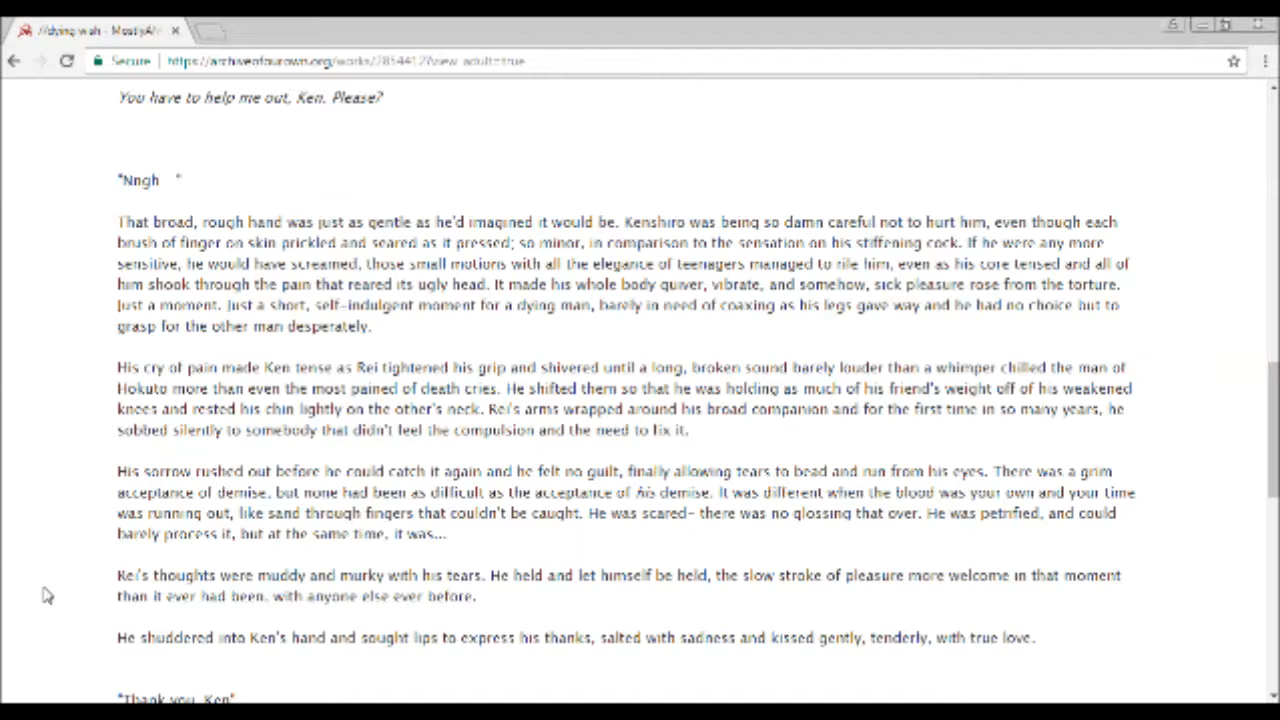 //dying wish - MostlyAl
Secure https://archiveofourown.org/works/2854412?view_adult=true
You have to help me out, Ken. Please?
"Nngh "
That broad, rough hand was just as gentle as he'd imagined it would be. Kenshiro was being so damn careful not to hurt him, even though each
brush of finger on skin prickled and seared as it pressed; so minor, in comparison to the sensation on his stiffening cock. If he were any more
sensitive, he would have screamed, those small motions with all the elegance of teenagers managed to rile him, even as his core tensed and all of
him shook through the pain that reared its ugly head. It made his whole body quiver, vibrate, and somehow, sick pleasure rose from the torture.
Just a moment. Just a short, self-indulgent moment for a dying man, barely in need of coaxing as his legs gave way and he had no choice but to
grasp for the other man desperately.
His cry of pain made Ken tense as Rei tightened his grip and shivered until a long, broken sound barely louder than a whimper chilled the man of
Hokuto more than even the most pained of death cries. He shifted them so that he was holding as much of his friend's weight off of his weakened
knees and rested his chin lightly on the other's neck. Rei's arms wrapped around his broad companion and for the first time in so many years, he
sobbed silently to somebody that didn't feel the compulsion and the need to fix it.
His sorrow rushed out before he could catch it again and he felt no guilt, finally allowing tears to bead and run from his eyes. There was a grim
acceptance of demise, but none had been as difficult as the acceptance of his demise. It was different when the blood was your own and your time
was running out, like sand through fingers that couldn't be caught. He was scared- there was no glossing that over. He was petrified, and could
barely process it, but at the same time, it was...
Rei's thoughts were muddy and murky with his tears. He held and let himself be held, the slow stroke of pleasure more welcome in that moment
than it ever had been, with anyone else ever before.
He shuddered into Ken's hand and sought lips to express his thanks, salted with sadness and kissed gently, tenderly, with true love.
"Thank you, Ken"